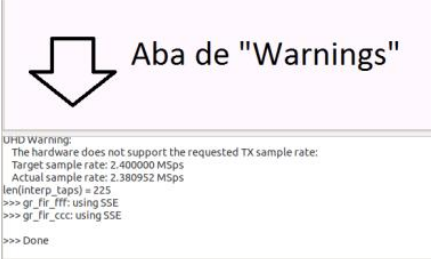 Aba de "Warnings"
UHD Warning:
The hardware does not support the requested TX sample rate:
Target sample rate: 2.400000 MSps
Actual sample rate: 2.380952 MSps
len(interp_taps) = 225
>>> gr_fir_fff: using SSE
>>> gr_fir_ccc: using SSE
>>> Done